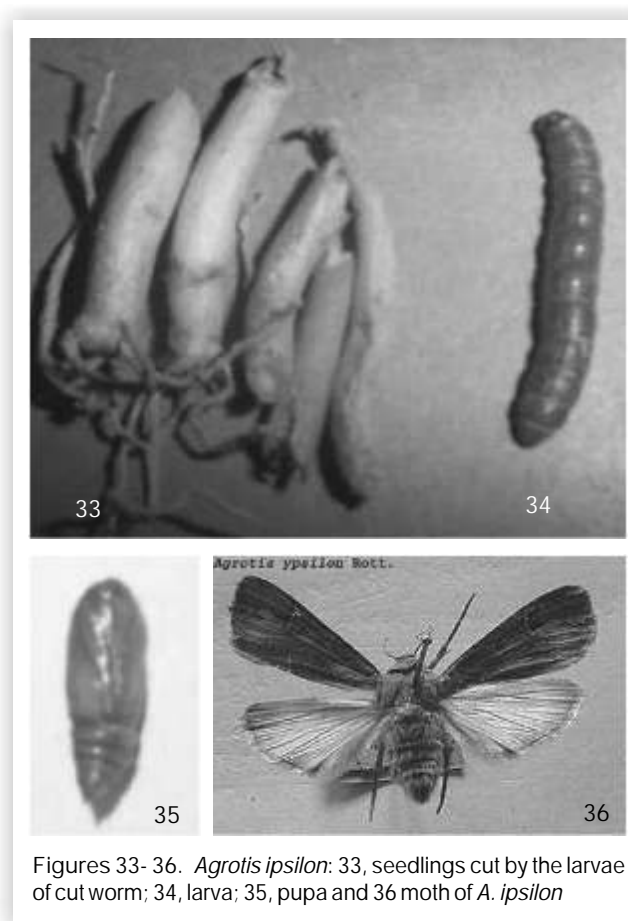 33
34
Agrotis ypsilon Rott.
35
36
Figures 33- 36. Agrotis ipsilon: 33, seedlings cut by the larvae
of cut worm; 34, larva; 35, pupa and 36 moth of A. ipsilon